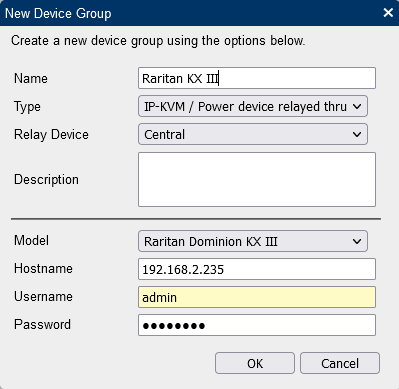 New Device Group
Create a new device group using the options below.
Name Raritan KX III
Type IP-KVM / Power device relayed thru
Relay Device Central
Description
Model Raritan Dominion KX III
Hostname 192.168.2.235
Username admin
Password ●●●●●●●●
OK Cancel